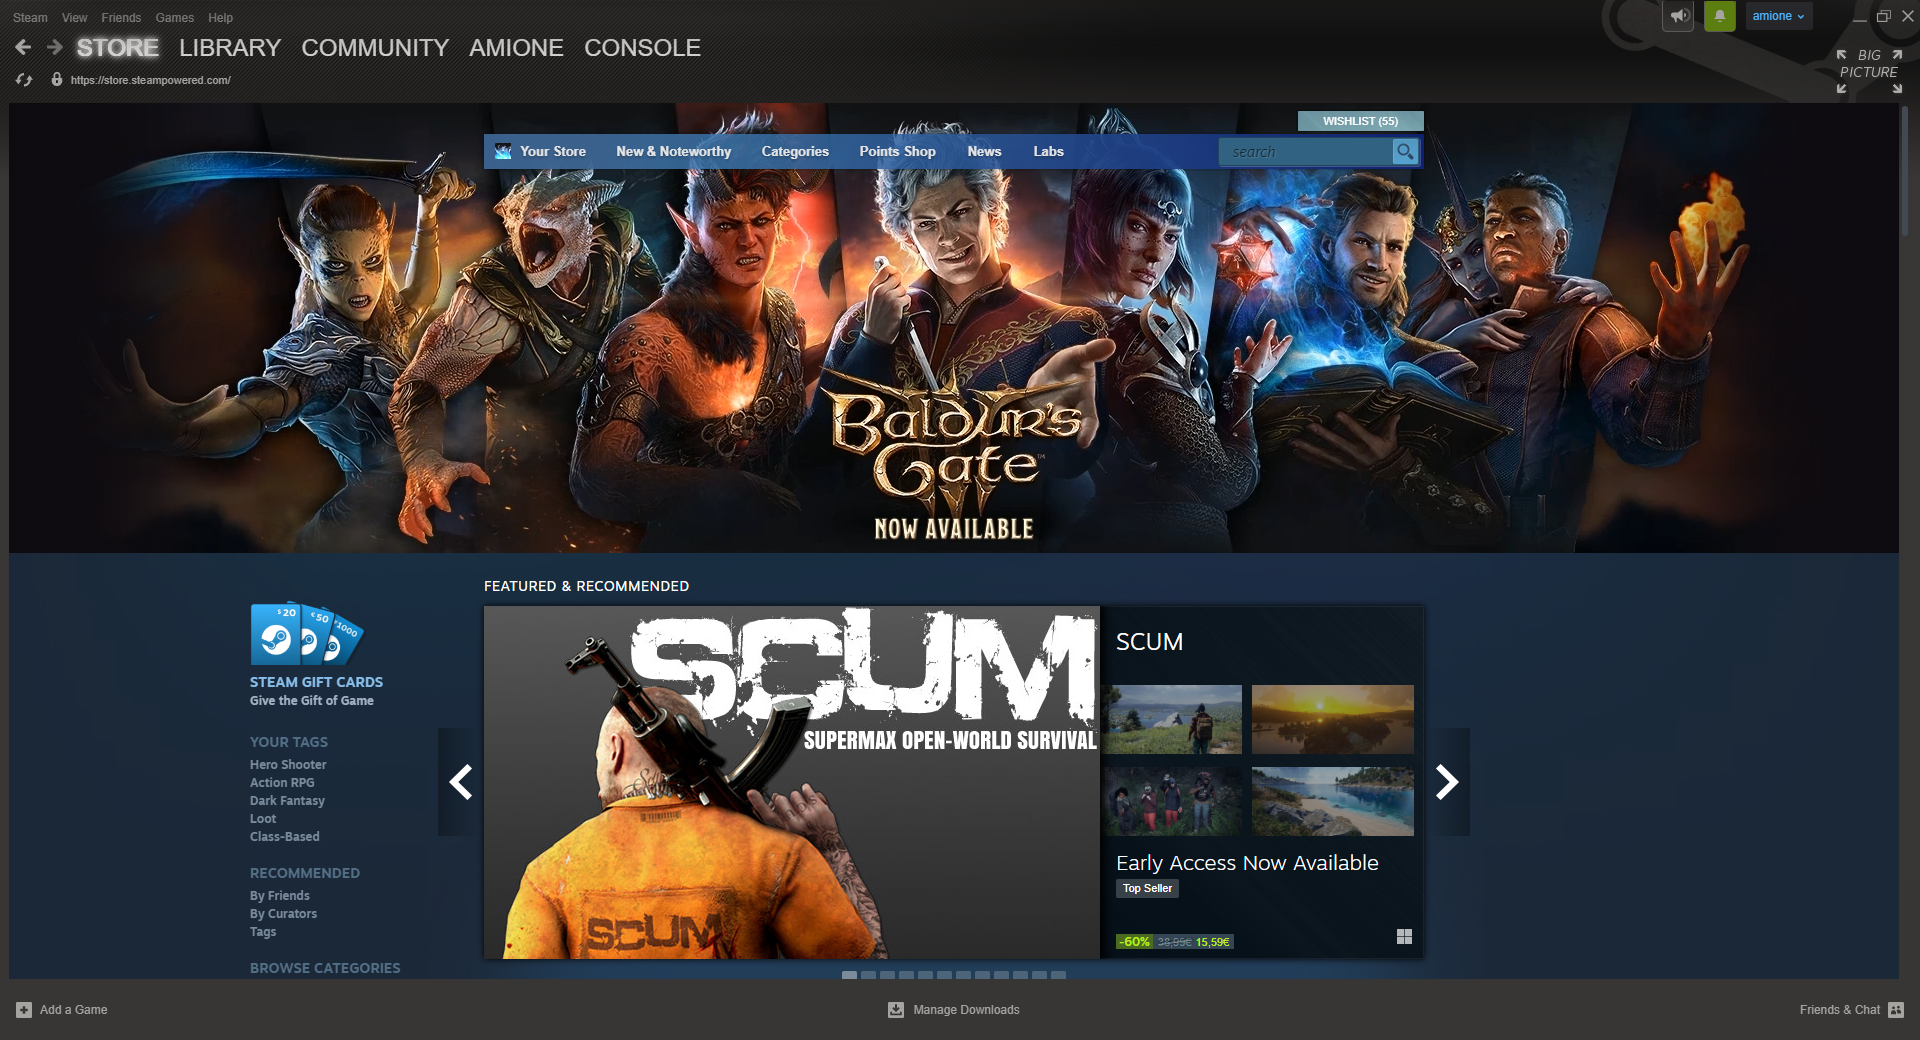 Steam View Friends Games Help
amione
STORE LIBRARY COMMUNITY AMIONE CONSOLE
BIG
PICTURE
https://store.steampowered.com/
WISHLIST (55)
Your Store New & Noteworthy Categories Points Shop News Labs
search
BALDUR'S
GATE
III
NOW AVAILABLE
FEATURED & RECOMMENDED
$20 €50 1000
STEAM GIFT CARDS
Give the Gift of Game
YOUR TAGS
Hero Shooter
Action RPG
Dark Fantasy
Loot
Class-Based
RECOMMENDED
By Friends
By Curators
Tags
BROWSE CATEGORIES
SCUM
SUPERMAX OPEN-WORLD SURVIVAL
SCUM
SCUM
Early Access Now Available
Top Seller
-60% 38,99€ 15,59€
Add a Game
Manage Downloads
Friends & Chat